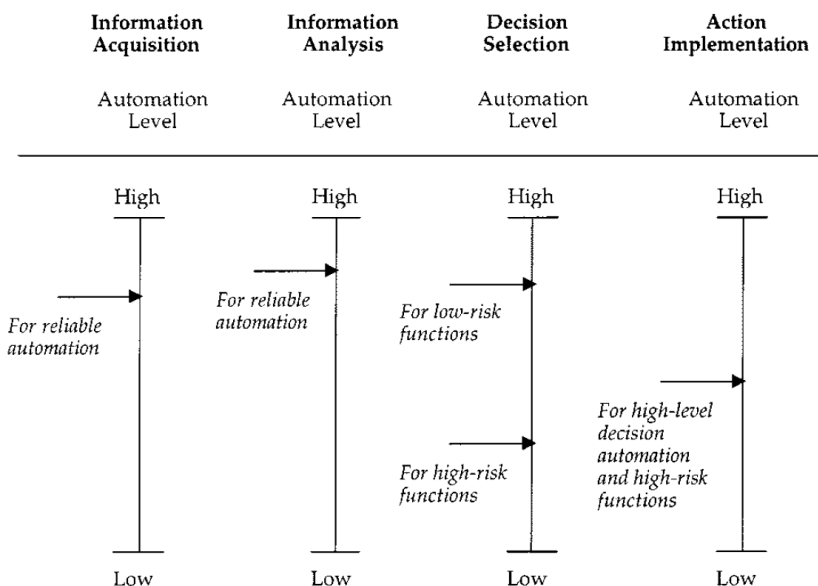 Information
Acquisition
Information
Analysis
Decision
Selection
Action
Implementation
Automation
Level
Automation
Level
Automation
Level
Automation
Level
High
High
High
High
For reliable
automation
For reliable
automation
For low-risk
functions
For high-risk
functions
For high-level
decision
automation
and high-risk
functions
Low
Low
Low
Low